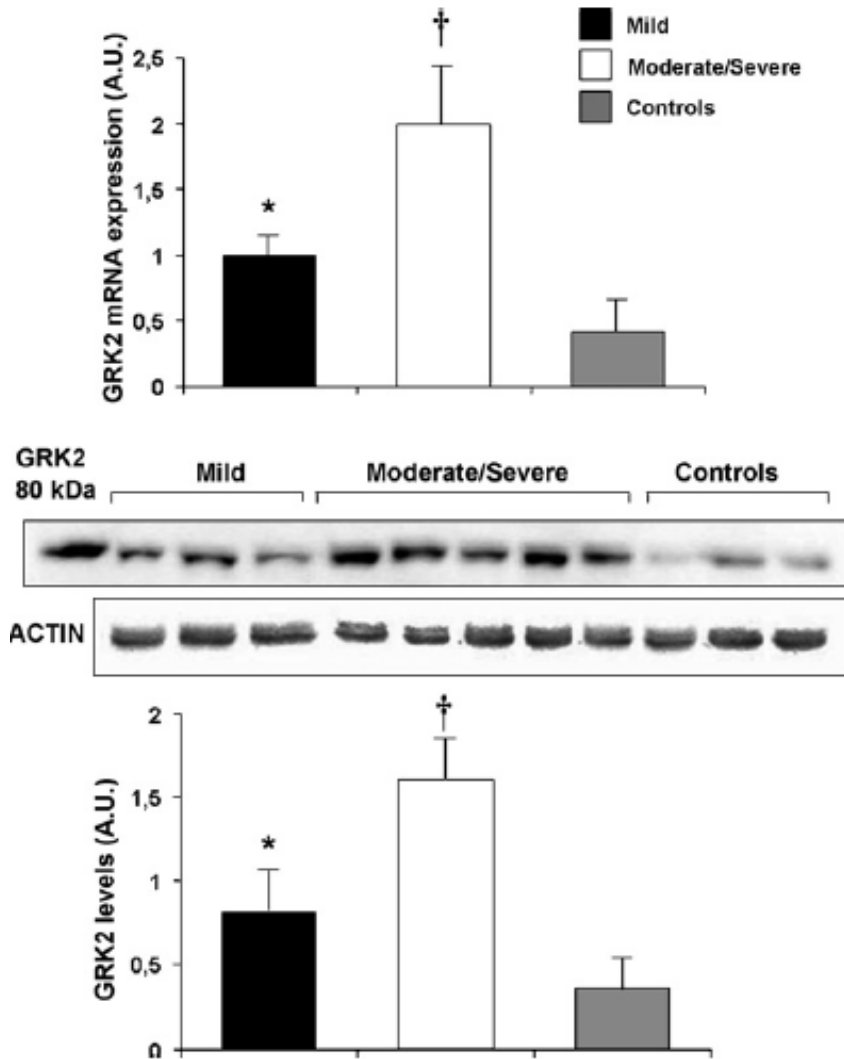 †
Mild
Moderate/Severe
Controls
GRK2 mRNA expression (A.U.)
2,5
2
1,5
1
0,5
0
*
GRK2
80 kDa
Mild
Moderate/Severe
Controls
ACTIN
GRK2 levels (A.U.)
2
1,5
1
0,5
0
*
†